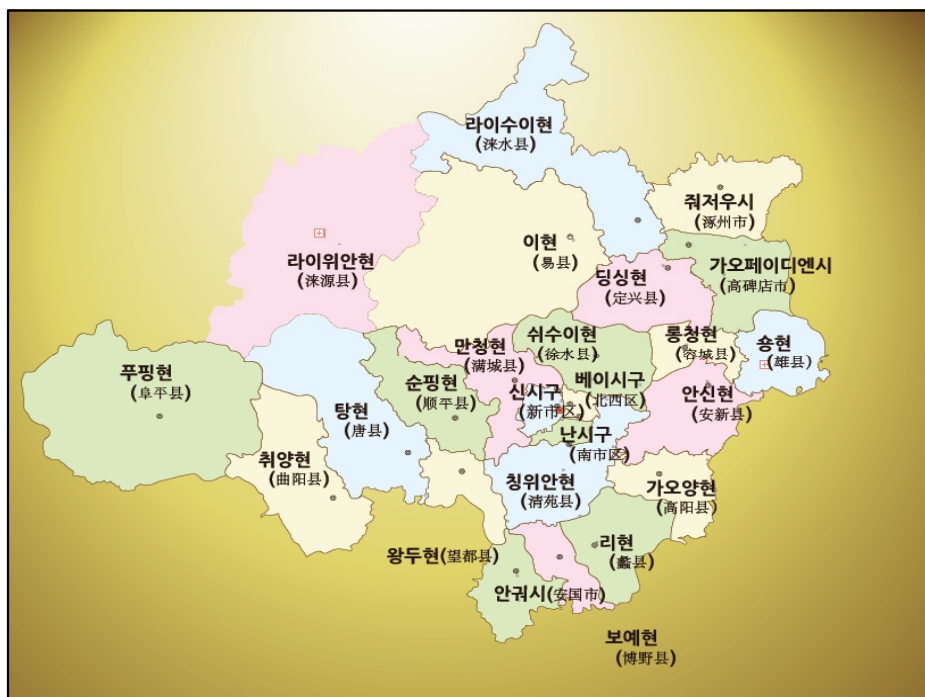 라이수이현
(涞水县)
줘저우시
(涿州市)
이현
(易县)
라이위안현
(涞源县)
딩싱현
(定兴县)
가오페이디엔시
(高碑店市)
쉬수이현
(徐水县)
롱청현
(容城县)
숑현
(雄县)
만청현
(满城县)
푸핑현
(阜平县)
순핑현
(顺平县)
신시구
(新市区)
베이시구
(北西区)
안신현
(安新县)
탕현
(唐县)
난시구
(南市区)
취양현
(曲阳县)
칭위안현
(清苑县)
가오양현
(高阳县)
왕두현(望都县)
리현
(蠡县)
안궈시(安国市)
보예현
(博野县)